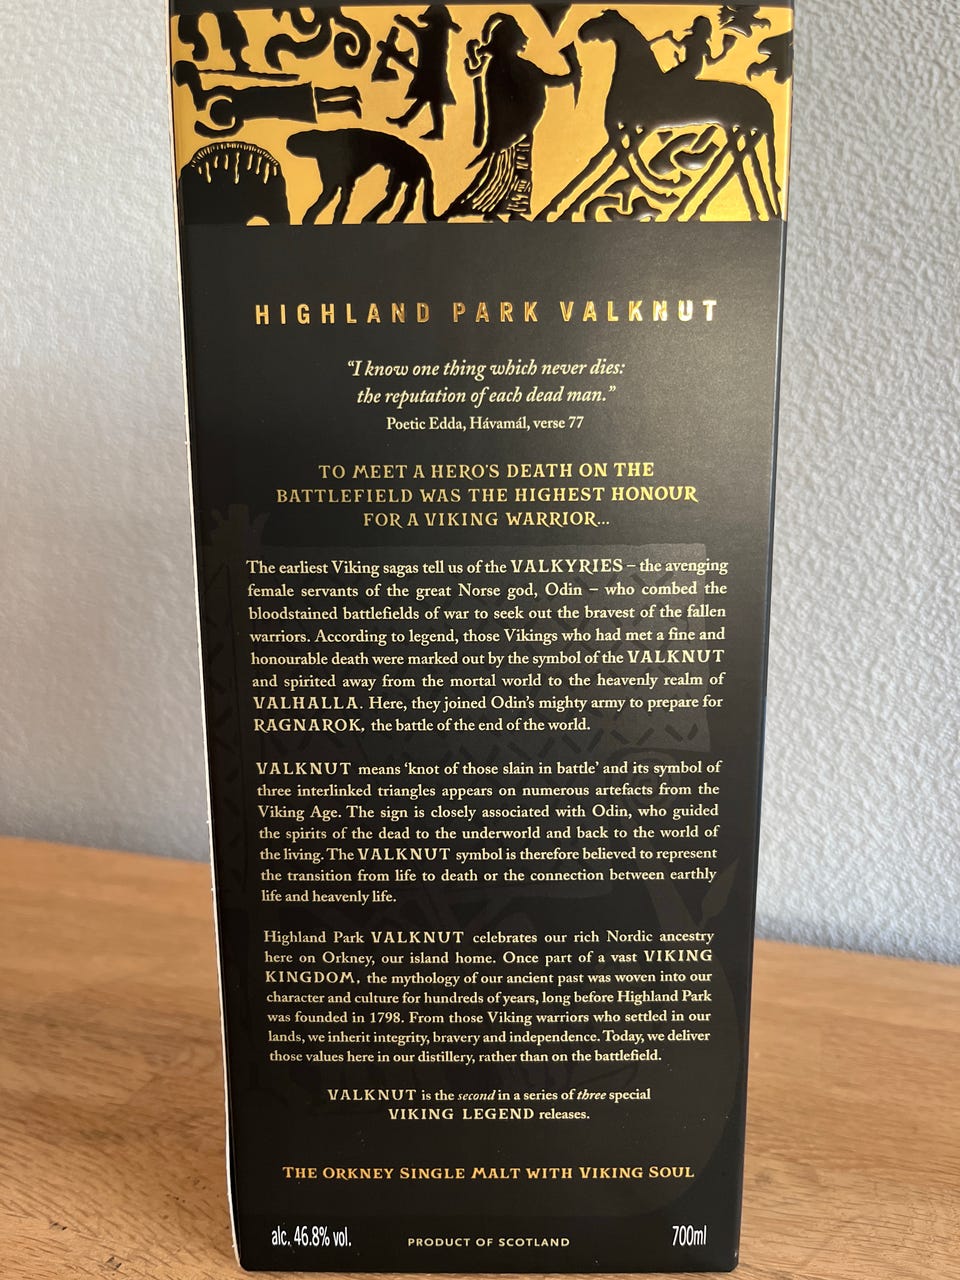 HIGHLAND PARK VALKNUT
“I know one thing which never dies:
the reputation of each dead man.”
Poetic Edda, Hávamál, verse 77
TO MEET A HERO'S DEATH ON THE
BATTLEFIELD WAS THE HIGHEST HONOUR
FOR A VIKING WARRIOR...
The earliest Viking sagas tell us of the VALKYRIES – the avenging
female servants of the great Norse god, Odin – who combed the
bloodstained battlefields of war to seek out the bravest of the fallen
warriors. According to legend, those Vikings who had met a fine and
honourable death were marked out by the symbol of the VALKNUT
and spirited away from the mortal world to the heavenly realm of
VALHALLA. Here, they joined Odin's mighty army to prepare for
RAGNAROK, the battle of the end of the world.
VALKNUT means ‘knot of those slain in battle’ and its symbol of
three interlinked triangles appears on numerous artefacts from the
Viking Age. The sign is closely associated with Odin, who guided
the spirits of the dead to the underworld and back to the world of
the living. The VALKNUT symbol is therefore believed to represent
the transition from life to death or the connection between earthly
life and heavenly life.
Highland Park VALKNUT celebrates our rich Nordic ancestry
here on Orkney, our island home. Once part of a vast VIKING
KINGDOM, the mythology of our ancient past was woven into our
character and culture for hundreds of years, long before Highland Park
was founded in 1798. From those Viking warriors who settled in our
lands, we inherit integrity, bravery and independence. Today, we deliver
those values here in our distillery, rather than on the battlefield.
VALKNUT is the second in a series of three special
VIKING LEGEND releases.
THE ORKNEY SINGLE MALT WITH VIKING SOUL
alc. 46.8% vol. PRODUCT OF SCOTLAND 700ml